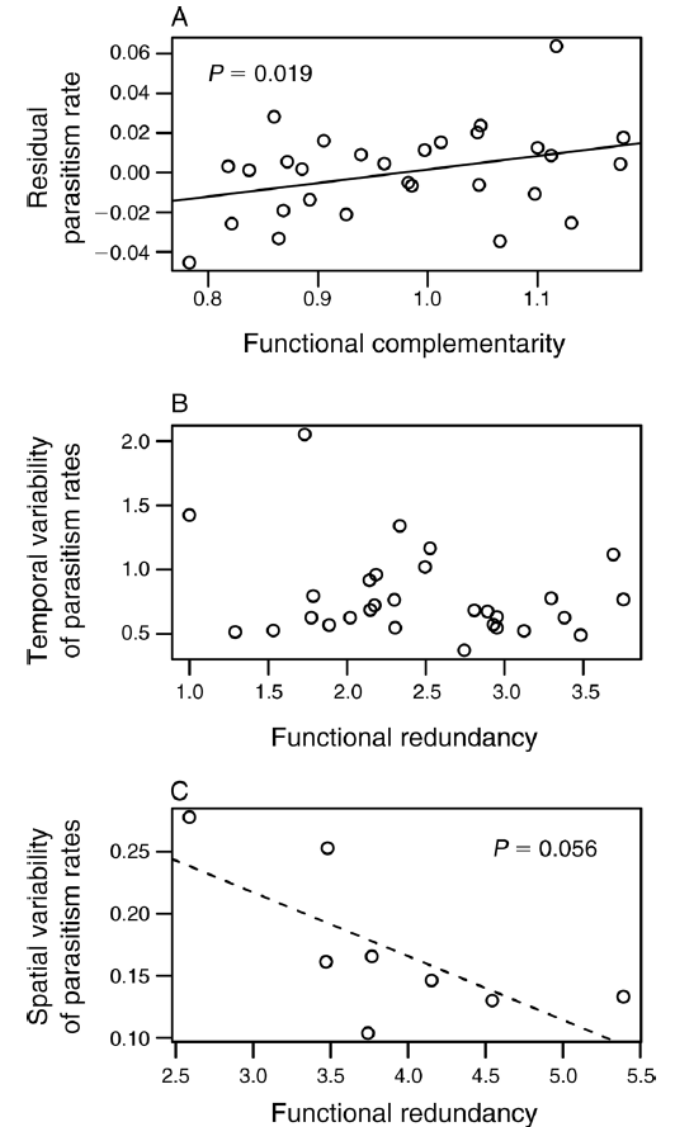 A
Residual
parasitism rate
0.06
0.04
0.02
0.00
−0.02
−0.04
P = 0.019
0.8 0.9 1.0 1.1
Functional complementarity
B
Temporal variability
of parasitism rates
2.0
1.5
1.0
0.5
1.0 1.5 2.0 2.5 3.0 3.5
Functional redundancy
C
Spatial variability
of parasitism rates
0.25
0.20
0.15
0.10
P = 0.056
2.5 3.0 3.5 4.0 4.5 5.0 5.5
Functional redundancy